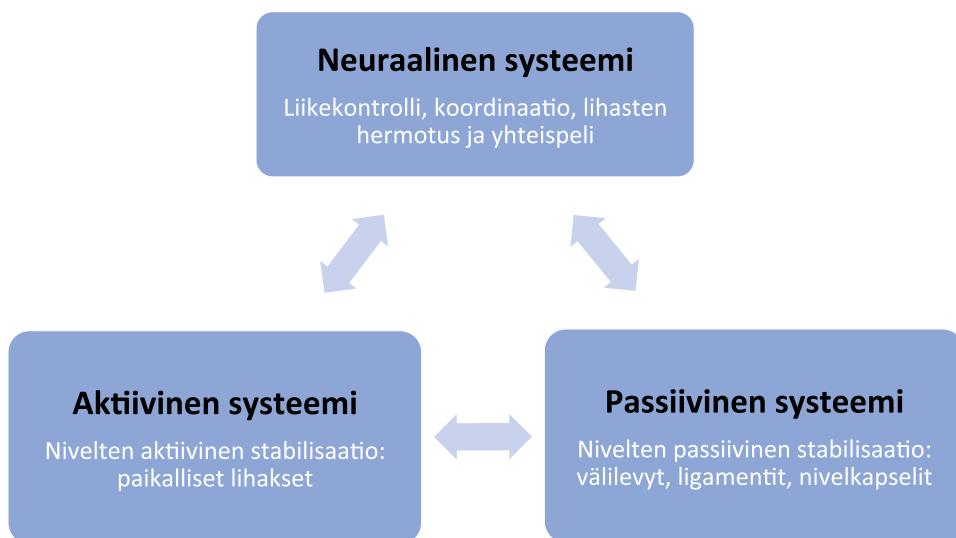 Neuraalinen systeemi
Liikekontrolli, koordinaatio, lihasten
hermotus ja yhteispeli
Aktiivinen systeemi
Nivelten aktiivinen stabilisaatio:
paikalliset lihakset
Passiivinen systeemi
Nivelten passiivinen stabilisaatio:
välilevyt, ligamentit, nivelkapselit